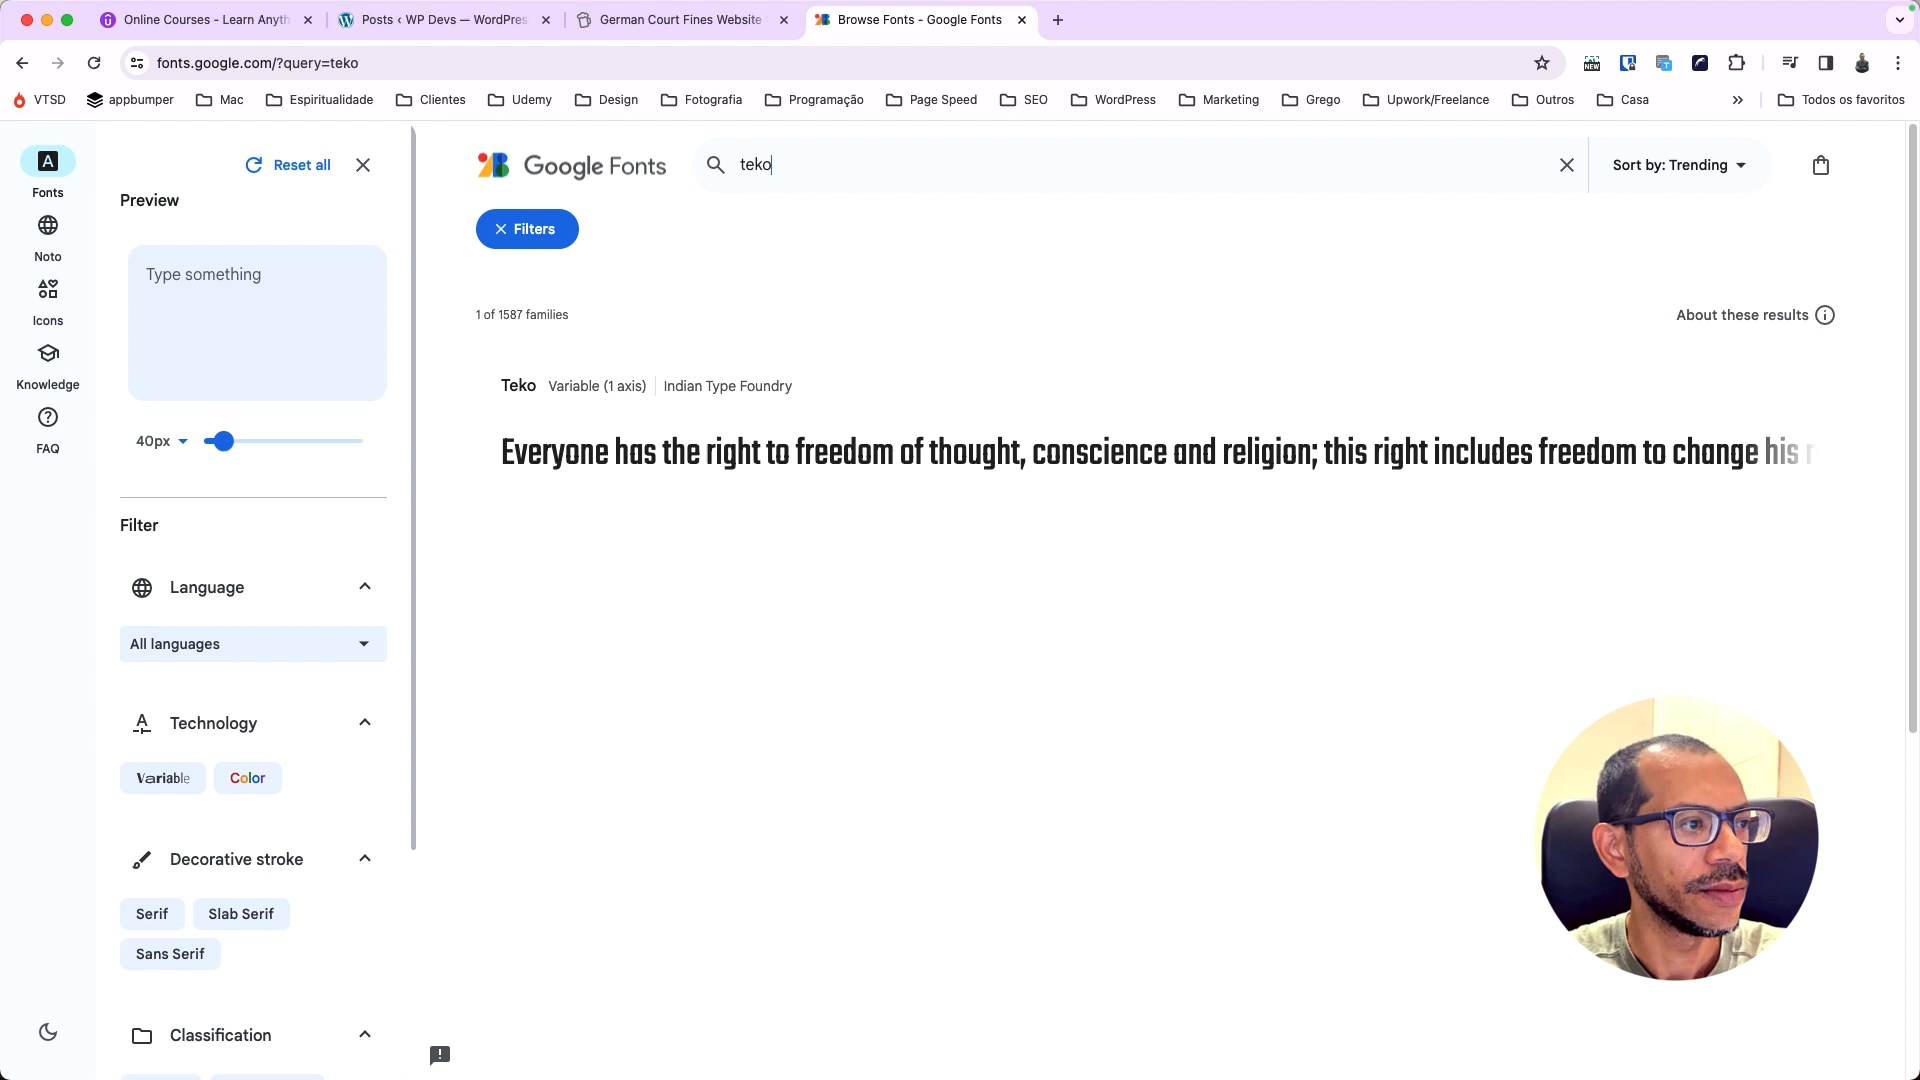 Online Courses - Learn Anyth
Posts ‹ WP Devs — WordPres
German Court Fines Website
Browse Fonts - Google Fonts
fonts.google.com/?query=teko
NEW
VTSD
appbumper
Mac
Espiritualidade
Clientes
Udemy
Design
Fotografia
Programação
Page Speed
SEO
WordPress
Marketing
Grego
Upwork/Freelance
Outros
Casa
Todos os favoritos
Fonts
Noto
Icons
Knowledge
FAQ
Reset all
Preview
Type something
40px
Filter
Language
All languages
Technology
Variable
Color
Decorative stroke
Serif
Slab Serif
Sans Serif
Classification
Google Fonts
teko
Sort by: Trending
Filters
1 of 1587 families
About these results
Teko
Variable (1 axis)
Indian Type Foundry
Everyone has the right to freedom of thought, conscience and religion; this right includes freedom to change his r